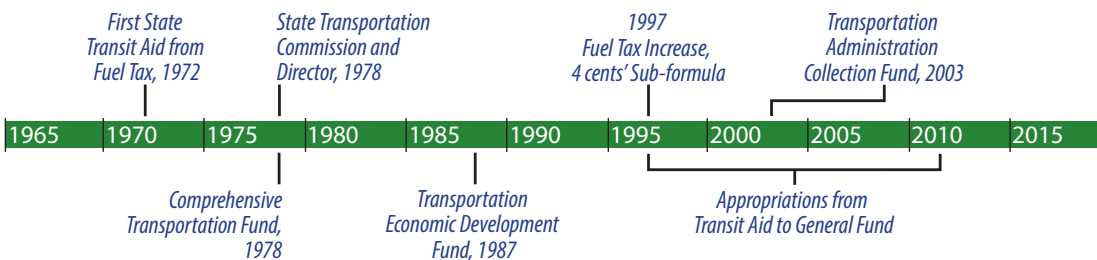 First State
Transit Aid from
Fuel Tax, 1972
State Transportation
Commission and
Director, 1978
1997
Fuel Tax Increase,
4 cents' Sub-formula
Transportation
Administration
Collection Fund, 2003
1965 1970 1975 1980 1985 1990 1995 2000 2005 2010 2015
Comprehensive
Transportation Fund,
1978
Transportation
Economic Development
Fund, 1987
Appropriations from
Transit Aid to General Fund